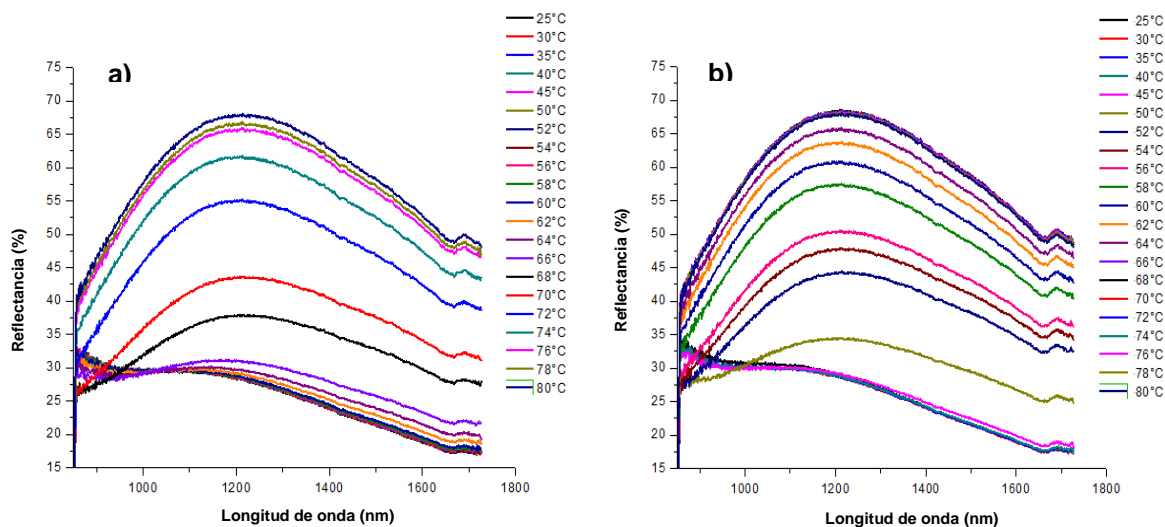 a)
Reflectancia (%)
75
70
65
60
55
50
45
40
35
30
25
20
15
1000
1200
1400
1600
1800
Longitud de onda (nm)
25°C
30°C
35°C
40°C
45°C
50°C
52°C
54°C
56°C
58°C
60°C
62°C
64°C
66°C
68°C
70°C
72°C
74°C
76°C
78°C
80°C
b)
Reflectancia (%)
75
70
65
60
55
50
45
40
35
30
25
20
15
1000
1200
1400
1600
1800
Longitud de onda (nm)
25°C
30°C
35°C
40°C
45°C
50°C
52°C
54°C
56°C
58°C
60°C
62°C
64°C
66°C
68°C
70°C
72°C
74°C
76°C
78°C
80°C